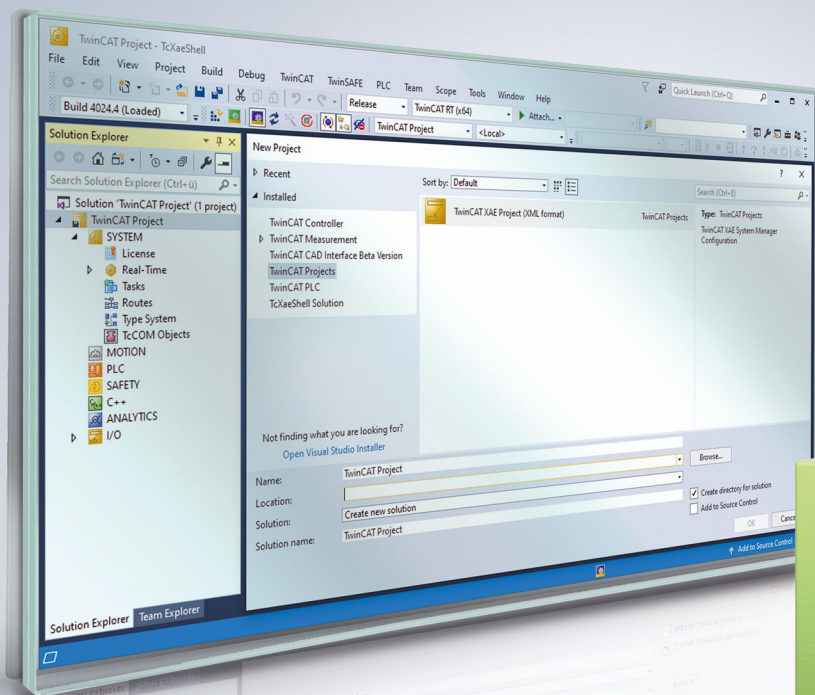 TwinCAT Project - TcXaeShell
File Edit View Project Build Debug TwinCAT TwinSAFE PLC Team Scope Tools Window Help
Quick Launch (Ctrl+Q)
Release TwinCAT RT (x64) Attach...
Build 4024.4 (Loaded) TwinCAT Project <Local>
Solution Explorer
Search Solution Explorer (Ctrl+ü)
Solution 'TwinCAT Project' (1 project)
TwinCAT Project
SYSTEM
License
Real-Time
Tasks
Routes
Type System
TcCOM Objects
MOTION
PLC
SAFETY
C++
ANALYTICS
I/O
Solution Explorer Team Explorer
New Project
? X
Recent
Installed
TwinCAT Controller
TwinCAT Measurement
TwinCAT CAD Interface Beta Version
TwinCAT Projects
TwinCAT PLC
TcXaeShell Solution
Not finding what you are looking for?
Open Visual Studio Installer
Sort by: Default
TwinCAT XAE Project (XML format) TwinCAT Projects
Search (Ctrl+E)
Type: TwinCAT Projects
TwinCAT XAE System Manager
Configuration
Name: TwinCAT Project
Location:
Browse...
Solution: Create new solution
Solution name: TwinCAT Project
Create directory for solution
Add to Source Control
OK Cance
Add to Source Control